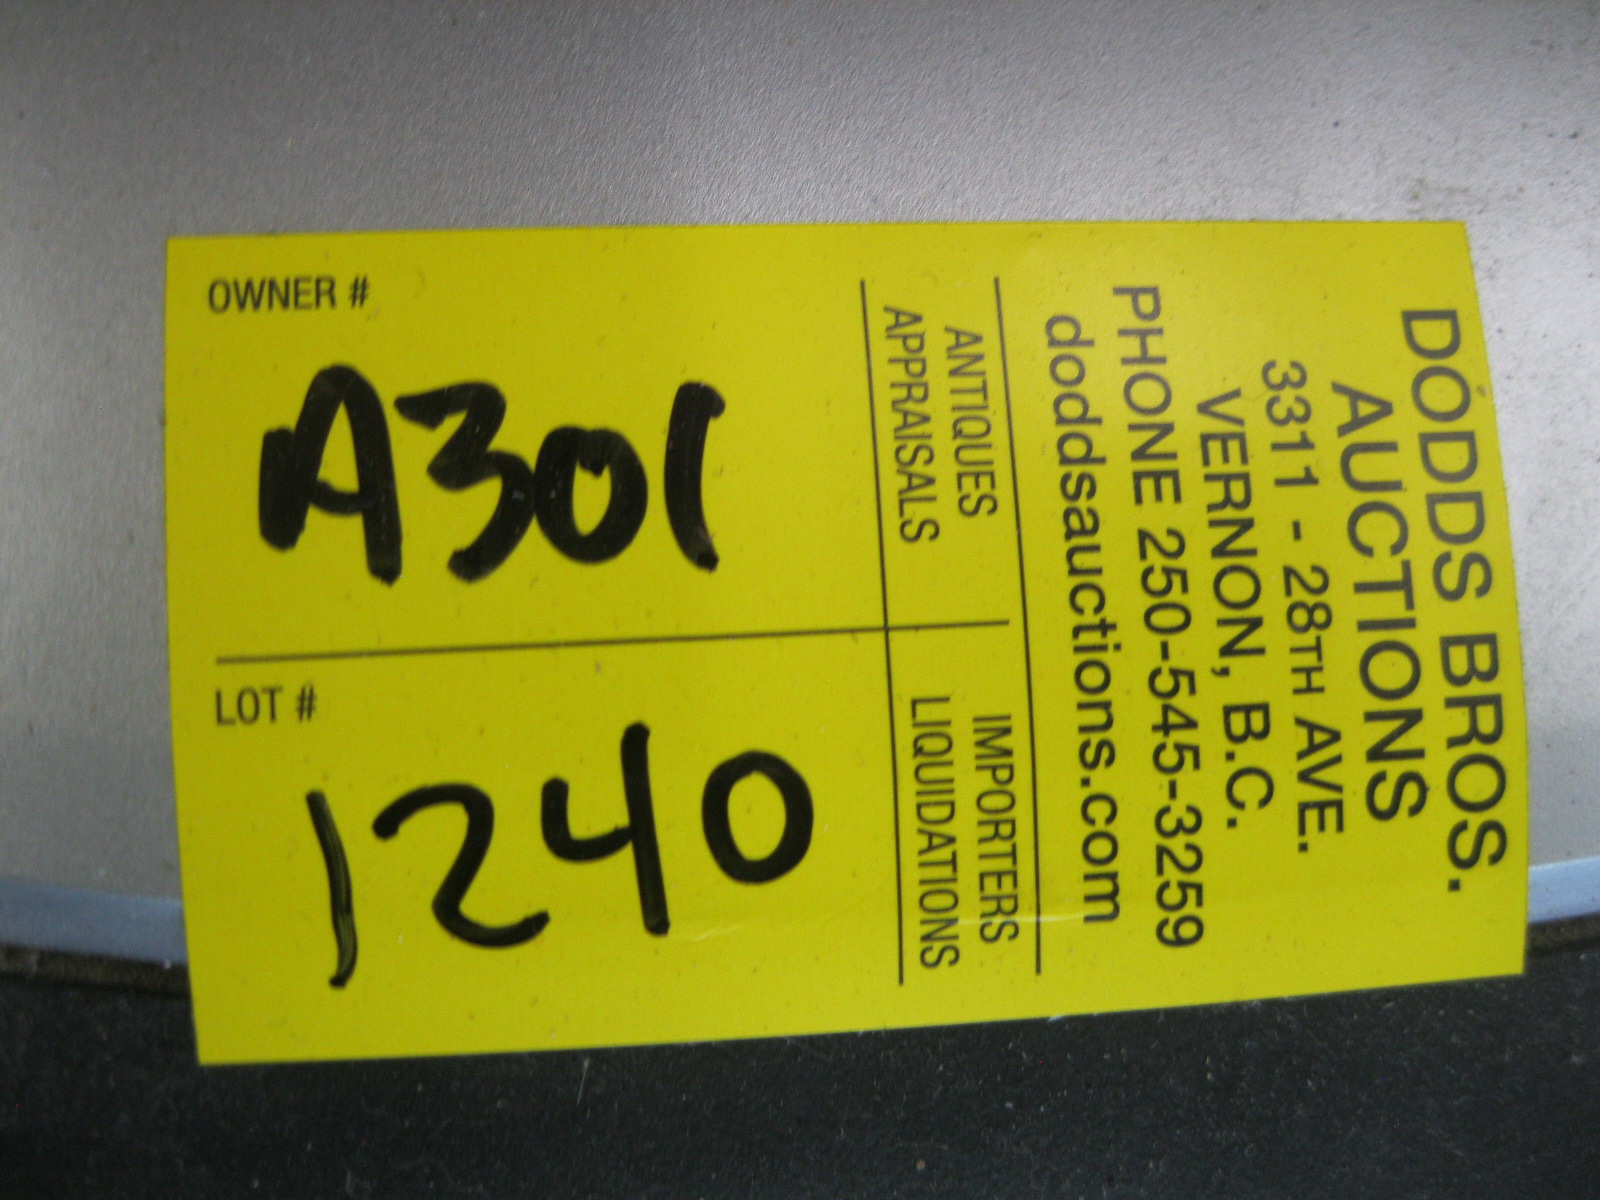 DODDS BROS.
AUCTIONS
3311 - 28TH AVE.
VERNON, B.C.
PHONE 250-545-3259
doddsauctions.com
ANTIQUES
APPRAISALS
IMPORTERS
LIQUIDATIONS
OWNER #
A301
LOT #
1240